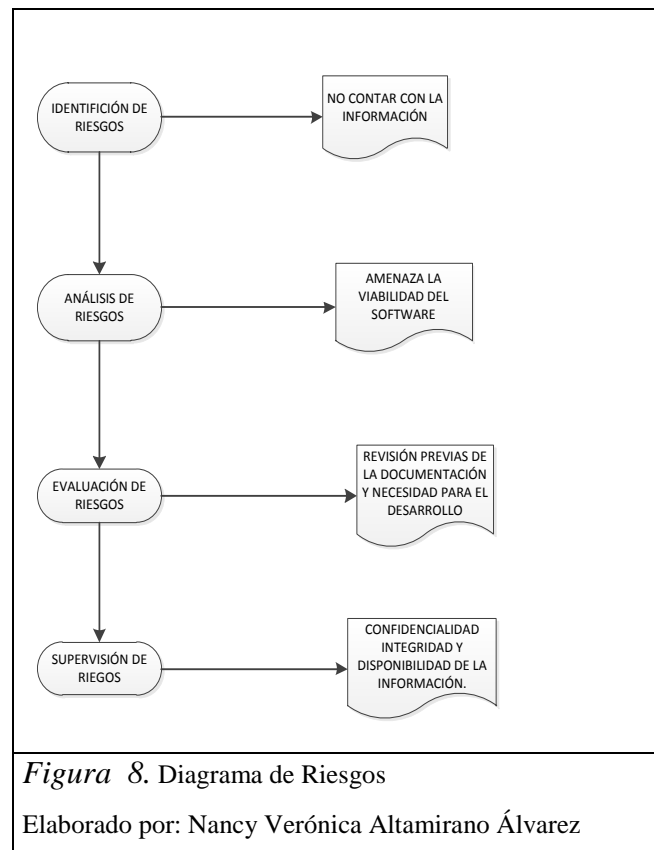 IDENTIFICIÓN DE
RIESGOS
NO CONTAR CON LA
INFORMACIÓN
ANÁLISIS DE
RIESGOS
AMENAZA LA
VIABILIDAD DEL
SOFTWARE
EVALUACIÓN DE
RIESGOS
REVISIÓN PREVIAS DE
LA DOCUMENTACIÓN
Y NECESIDAD PARA EL
DESARROLLO
SUPERVISIÓN DE
RIEGOS
CONFIDENCIALIDAD
INTEGRIDAD Y
DISPONIBILIDAD DE LA
INFORMACIÓN.
Figura 8. Diagrama de Riesgos
Elaborado por: Nancy Verónica Altamirano Álvarez